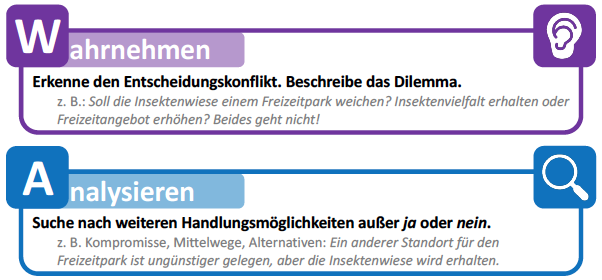 Wahrnehmen
Erkenne den Entscheidungskonflikt. Beschreibe das Dilemma.
z. B.: Soll die Insektenwiese einem Freizeitpark weichen? Insektenvielfalt erhalten oder
Freizeitangebot erhöhen? Beides geht nicht!
Analysieren
Suche nach weiteren Handlungsmöglichkeiten außer ja oder nein.
z. B. Kompromisse, Mittelwege, Alternativen: Ein anderer Standort für den
Freizeitpark ist ungünstiger gelegen, aber die Insektenwiese wird erhalten.